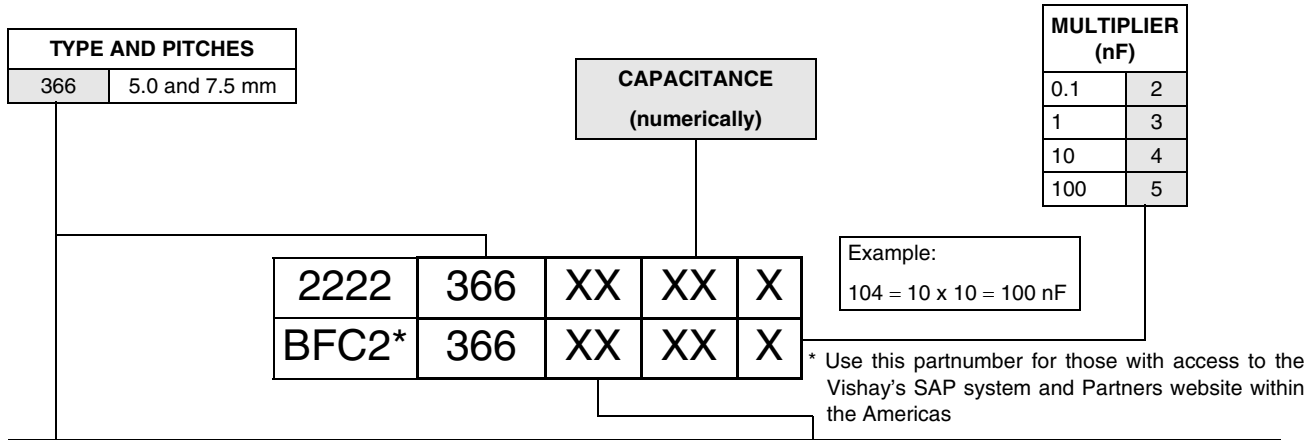 TYPE AND PITCHES
366 5.0 and 7.5 mm
CAPACITANCE
(numerically)
MULTIPLIER
(nF)
0.1 2
1 3
10 4
100 5
Example:
104 = 10 x 10 = 100 nF
2222 366 XX XX X
BFC2* 366 XX XX X
* Use this partnumber for those with access to the
Vishay's SAP system and Partners website within
the Americas